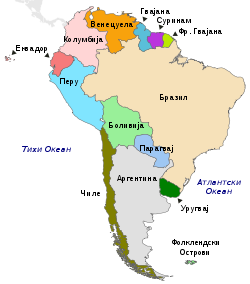 Гвајана
Суринам
Фр. Гвајана
Венецуела
Колумбија
Еквадор
Перу
Бразил
Боливија
Тихи Океан
Парагвај
Аргентина
Чиле
Атлантски
Океан
Уругвај
Фолклендски
Острови